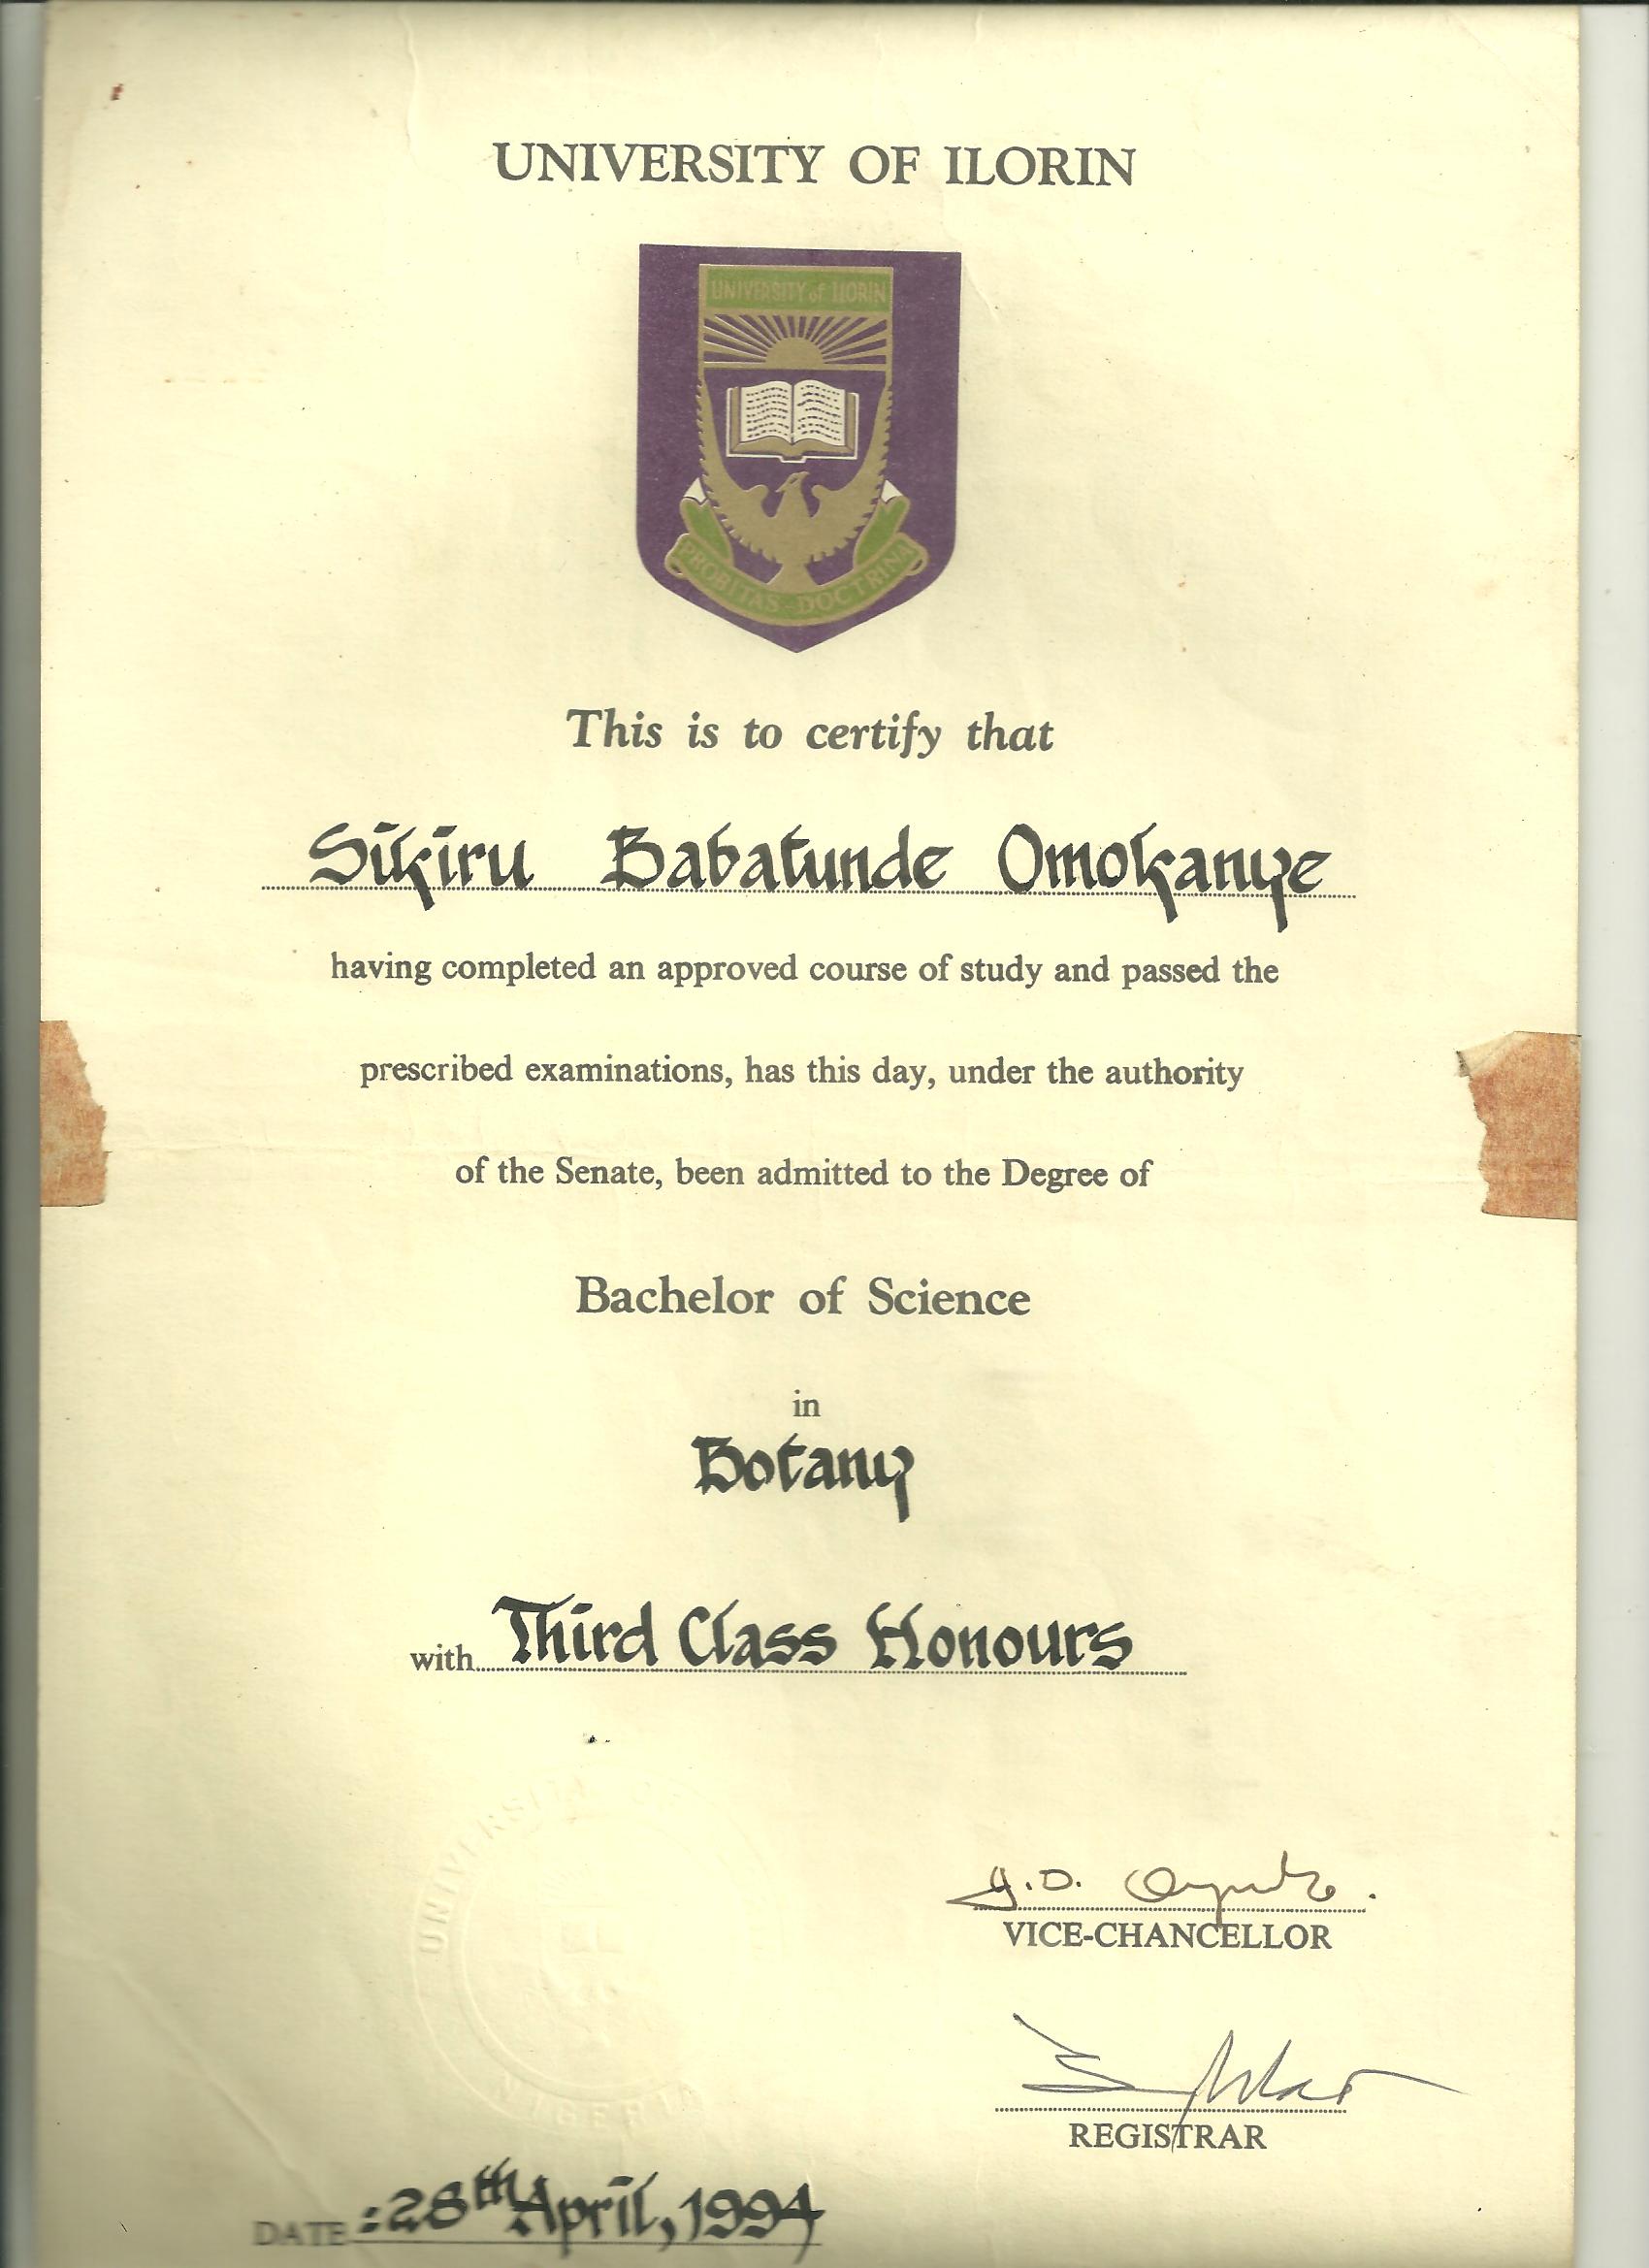 UNIVERSITY OF ILORIN
UNIVERSITY of ILORIN
PROBITAS-DOCTRINA
This is to certify that
Sikiru Babatunde Omokanye
having completed an approved course of study and passed the
prescribed examinations, has this day, under the authority
of the Senate, been admitted to the Degree of
Bachelor of Science
in
Botany
with Third Class Honours
UNIVERSITY OF
NIGERIA
J.O.
VICE-CHANCELLOR
REGISTRAR
DATE :28th April, 1994